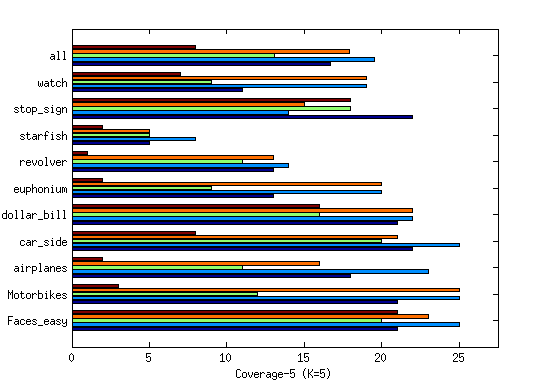 all
watch
stop_sign
starfish
revolver
euphonium
dollar_bill
car_side
airplanes
Motorbikes
Faces_easy
0 5 10 15 20 25
Coverage-5 (K=5)